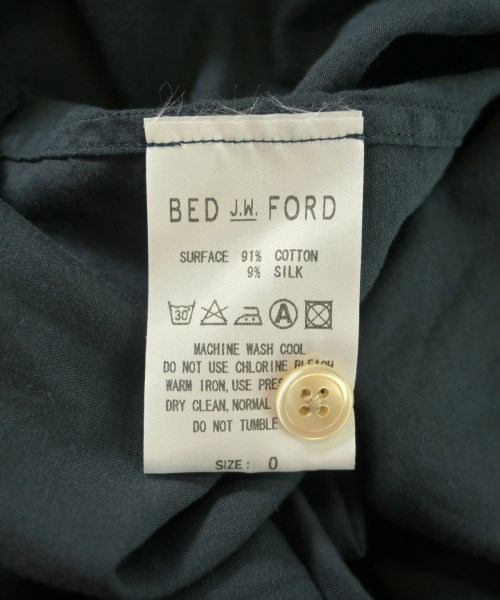 BED J.W. FORD
SURFACE 91% COTTON
9% SILK
30 A
MACHINE WASH COOL
DO NOT USE CHLORINE BLEACH
WARM IRON, USE
DRY CLEAN, NORMAL
DO NOT TUMBLE
SIZE: 0